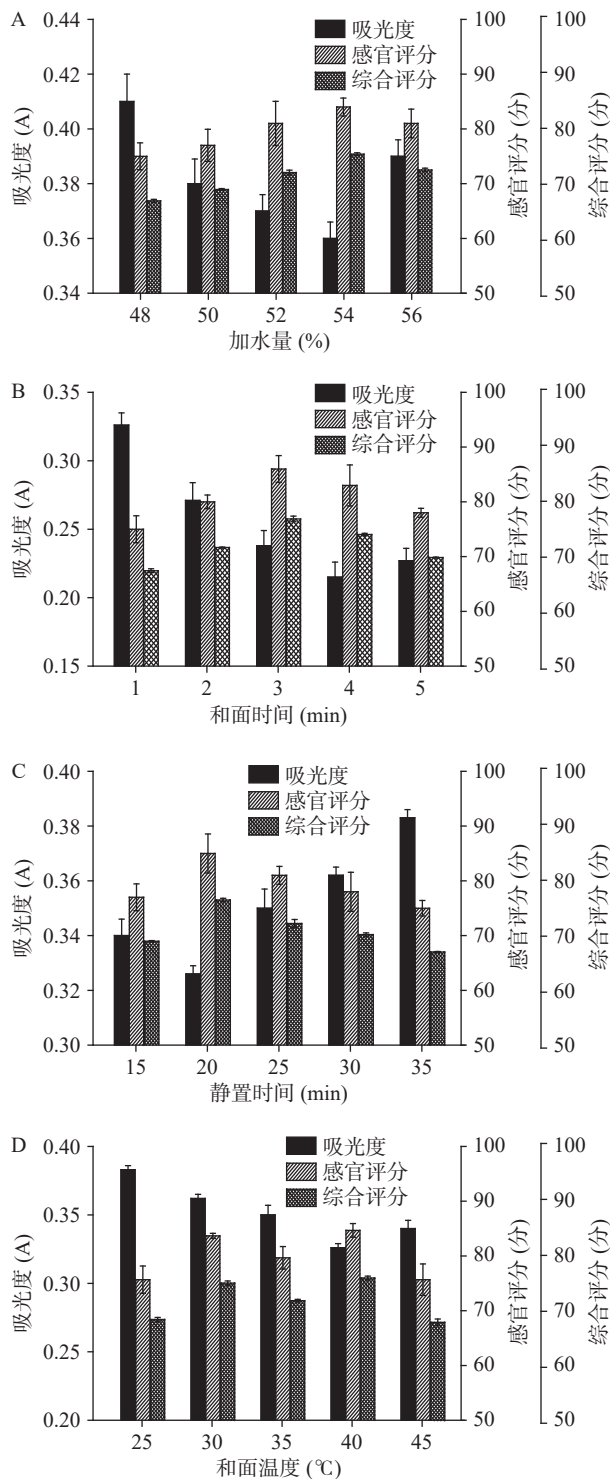 A
吸光度
感官评分
综合评分
0.44
0.42
0.40
0.38
0.36
0.34
吸光度 (A)
100
90
80
70
60
50
感官评分 (分)
100
90
80
70
60
50
综合评分 (分)
48 50 52 54 56
加水量 (%)
B
吸光度
感官评分
综合评分
0.35
0.30
0.25
0.20
0.15
吸光度 (A)
100
90
80
70
60
50
感官评分 (分)
100
90
80
70
60
50
综合评分 (分)
1 2 3 4 5
和面时间 (min)
C
吸光度
感官评分
综合评分
0.40
0.38
0.36
0.34
0.32
0.30
吸光度 (A)
100
90
80
70
60
50
感官评分 (分)
100
90
80
70
60
50
综合评分 (分)
15 20 25 30 35
静置时间 (min)
D
吸光度
感官评分
综合评分
0.40
0.35
0.30
0.25
0.20
吸光度 (A)
100
90
80
70
60
50
感官评分 (分)
100
90
80
70
60
50
综合评分 (分)
25 30 35 40 45
和面温度 (℃)